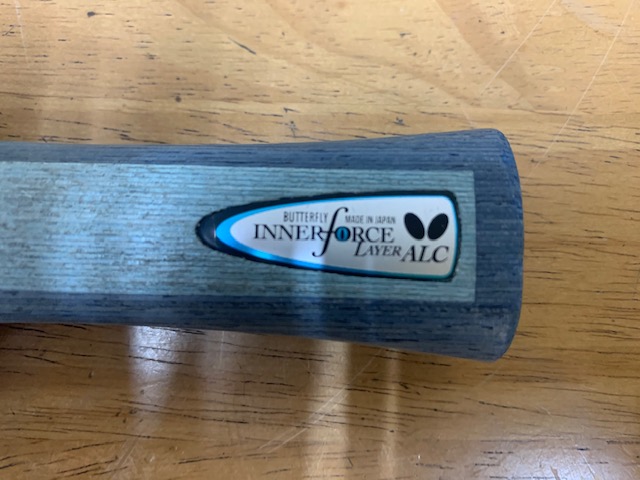 BUTTERFLY MADE IN JAPAN
INNERfORCE
LAYER ALC